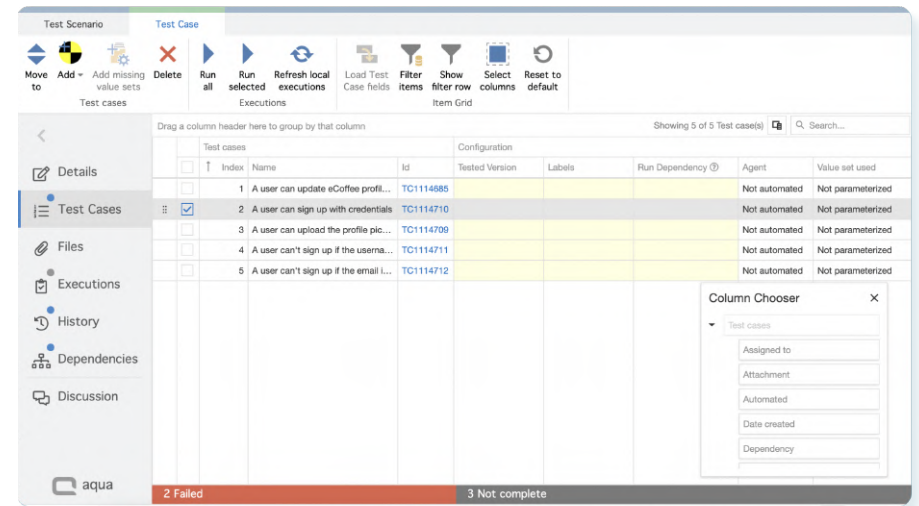 Test Scenario Test Case
Move to Add Add missing value sets Delete Run all Run selected Refresh local executions Load Test Case fields Filter items Show filter row Select columns Reset to default
Test cases Executions Item Grid
Drag a column header here to group by that column Showing 5 of 5 Test case(s) Search...
Test cases Configuration
Index Name Id Tested Version Labels Run Dependency Agent Value set used
1 A user can update eCoffee profil... TC1114685 Not automated Not parameterized
2 A user can sign up with credentials TC1114710 Not automated Not parameterized
3 A user can upload the profile pic... TC1114709 Not automated Not parameterized
4 A user can't sign up if the userna... TC1114711 Not automated Not parameterized
5 A user can't sign up if the email i... TC1114712 Not automated Not parameterized
Details
Test Cases
Files
Executions
History
Dependencies
Discussion
aqua
Column Chooser
Test cases
Assigned to
Attachment
Automated
Date created
Dependency
2 Failed 3 Not complete